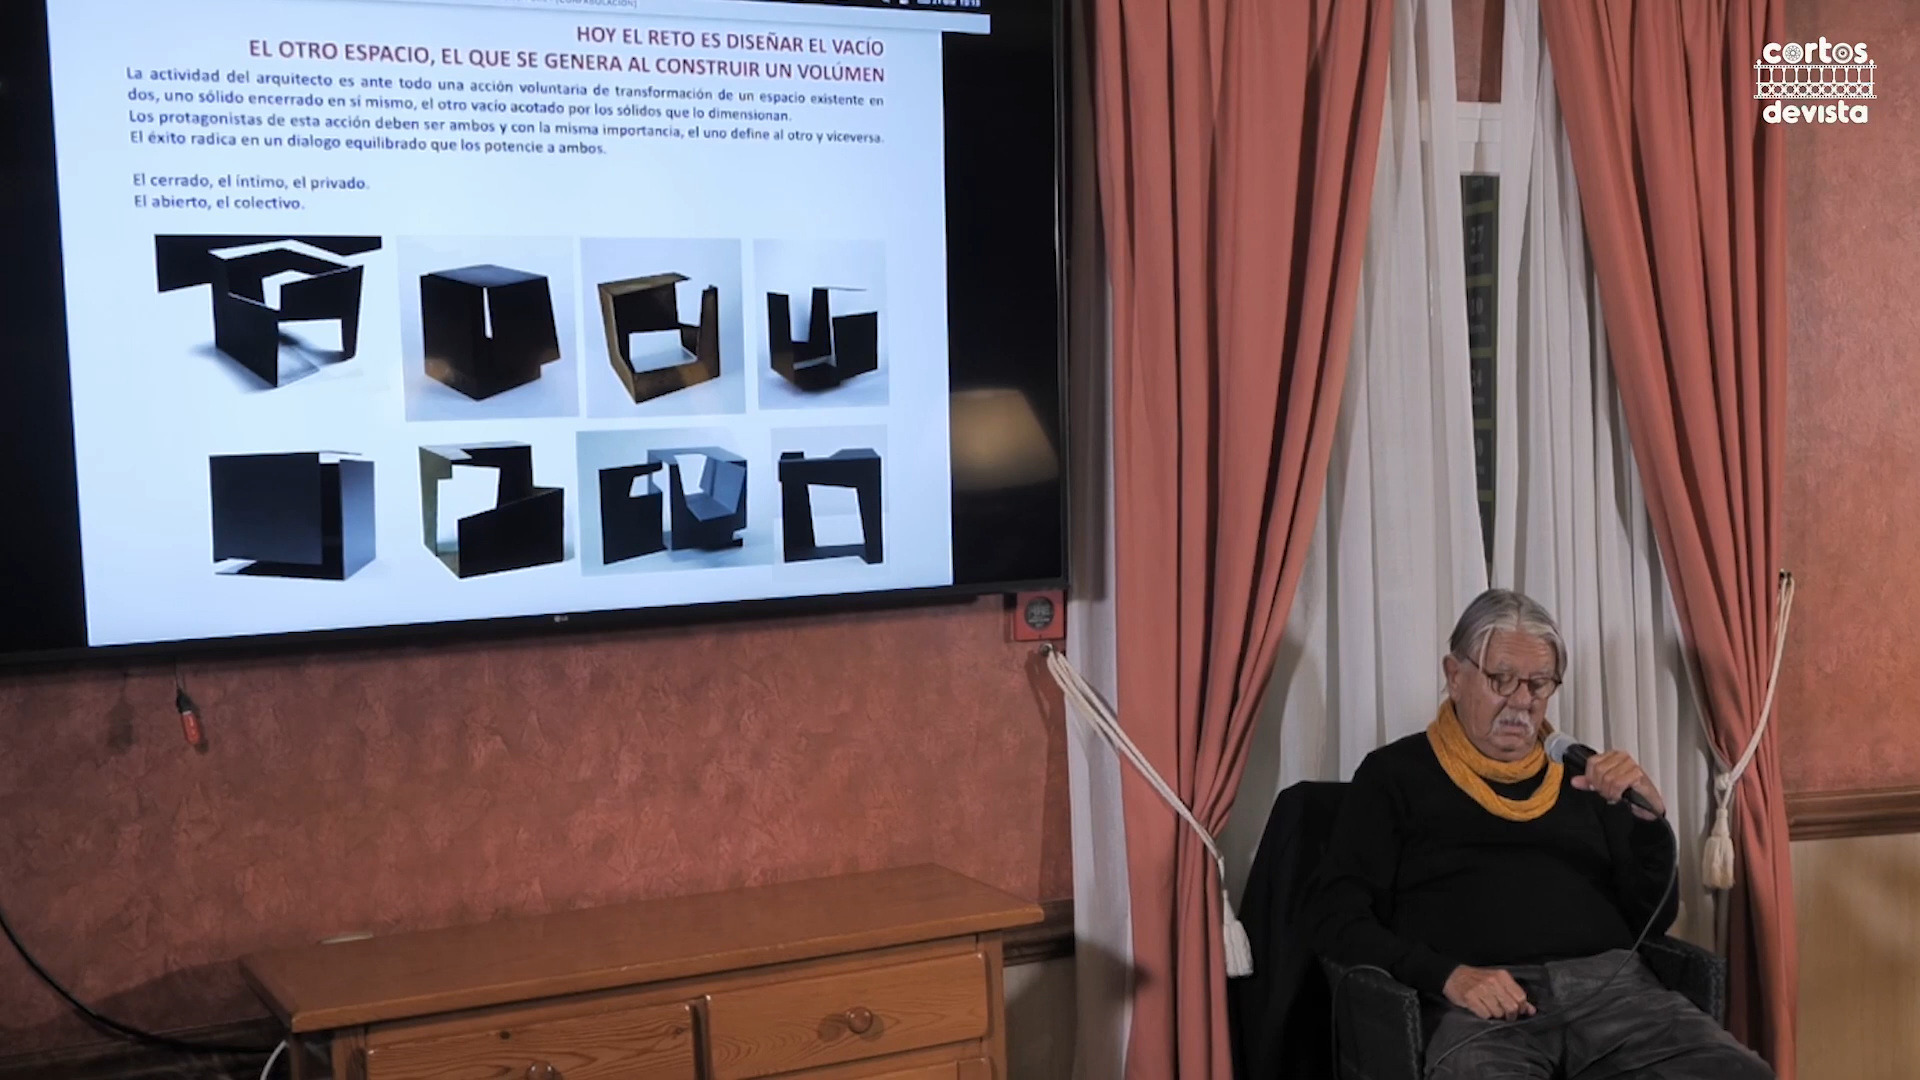 [CONFABULACIÓN]
HOY EL RETO ES DISEÑAR EL VACÍO
EL OTRO ESPACIO, EL QUE SE GENERA AL CONSTRUIR UN VOLÚMEN
La actividad del arquitecto es ante todo una acción voluntaria de transformación de un espacio existente en
dos, uno sólido encerrado en sí mismo, el otro vacío acotado por los sólidos que lo dimensionan.
Los protagonistas de esta acción deben ser ambos y con la misma importancia, el uno define al otro y viceversa.
El éxito radica en un dialogo equilibrado que los potencie a ambos.
El cerrado, el íntimo, el privado.
El abierto, el colectivo.
LG
cortos
devista
27